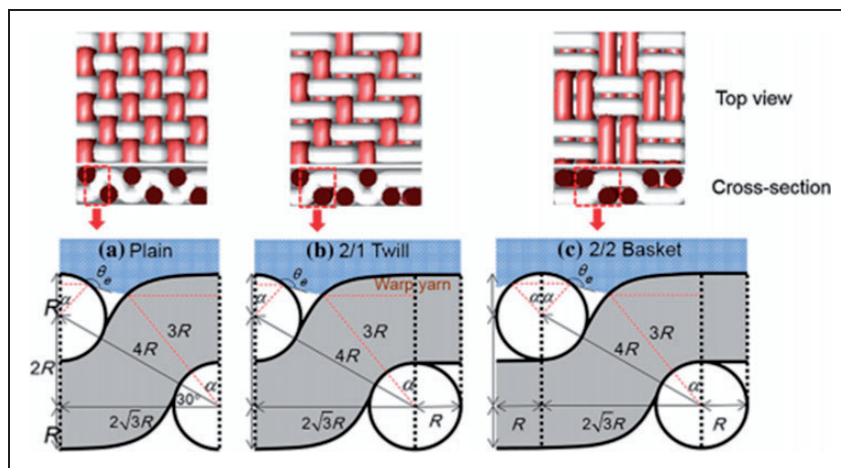 Top view
Cross-section
(a) Plain
(b) 2/1 Twill
(c) 2/2 Basket
θe
θe
θe
Warp yarn
α
α
αα
R
3R
3R
3R
4R
4R
4R
2R
α
α
α
30°
R
2√3R
2√3R
R
R
2√3R
R